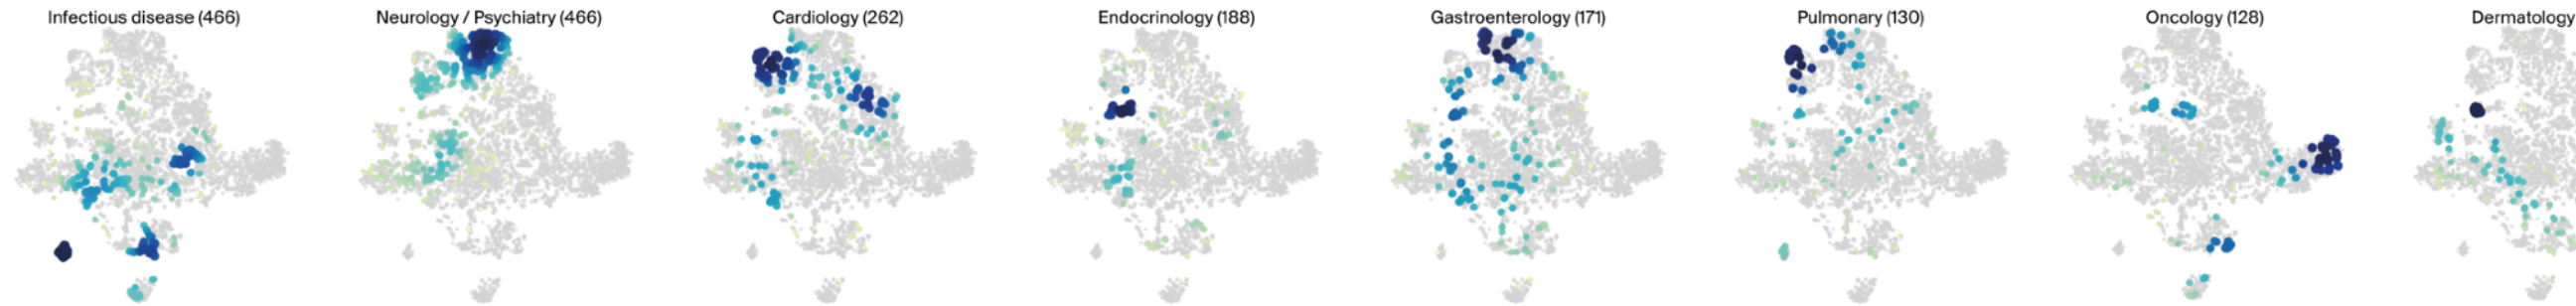 Infectious disease (466)
Neurology / Psychiatry (466)
Cardiology (262)
Endocrinology (188)
Gastroenterology (171)
Pulmonary (130)
Oncology (128)
Dermatology